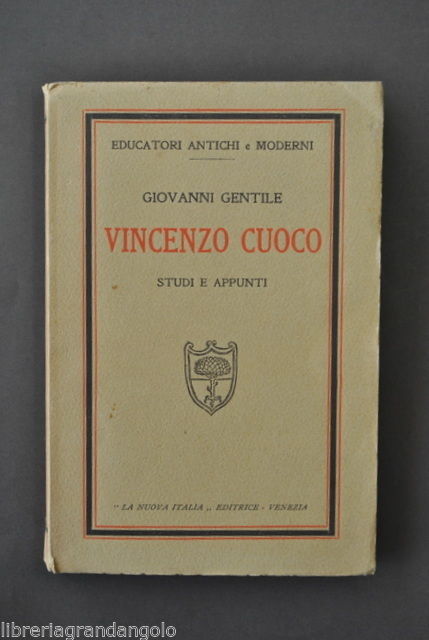 EDUCATORI ANTICHI e MODERNI
GIOVANNI GENTILE
VINCENZO CUOCO
STUDI E APPUNTI
" LA NUOVA ITALIA „ EDITRICE - VENEZIA
libreriagrandangolo